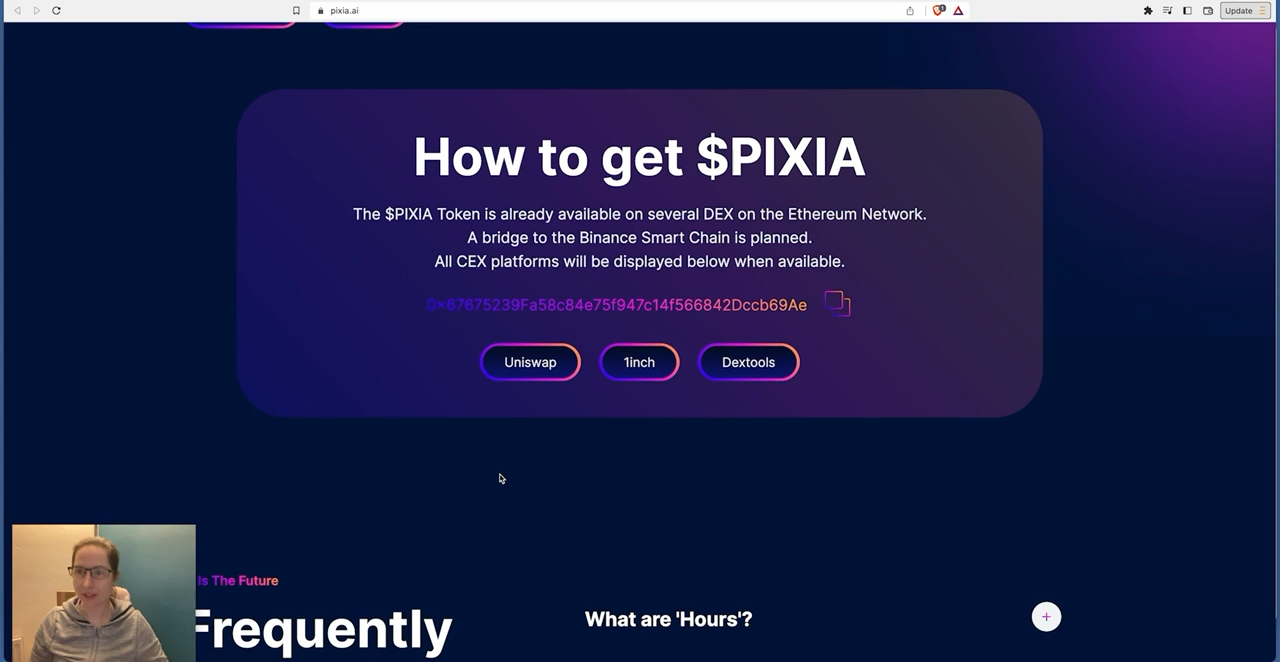 pixia.ai
Update
How to get $PIXIA
The $PIXIA Token is already available on several DEX on the Ethereum Network.
A bridge to the Binance Smart Chain is planned.
All CEX platforms will be displayed below when available.
0x67675239Fa58c84e75f947c14f566842Dccb69Ae
Uniswap
1inch
Dextools
Is The Future
Frequently
What are 'Hours'?